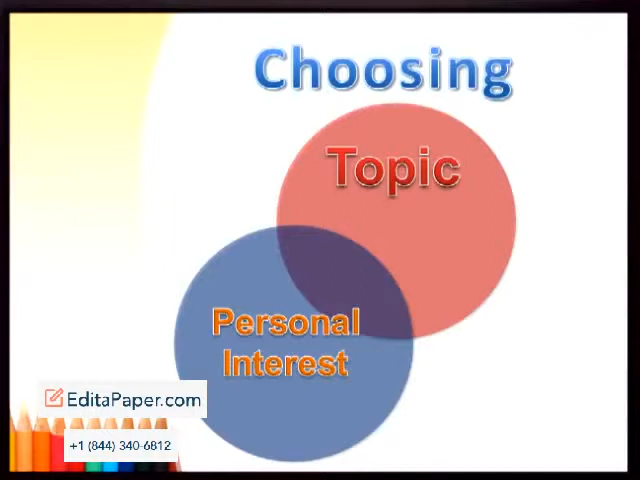 Choosing
Topic
Personal
Interest
EditaPaper.com
+1 (844) 340-6812